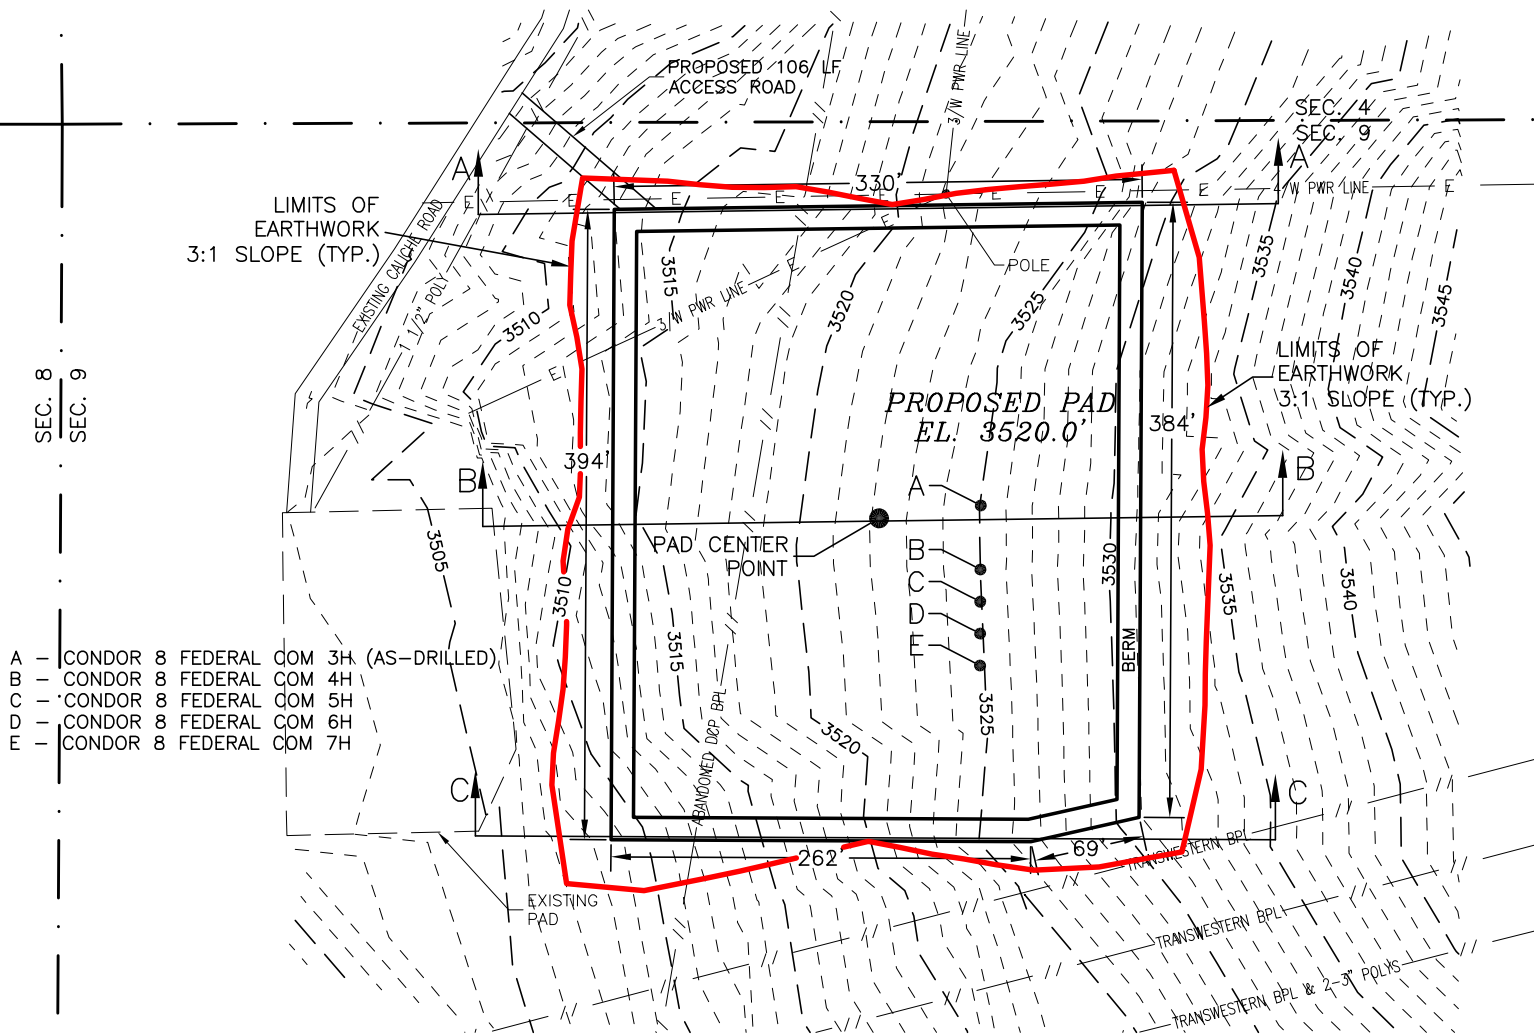 PROPOSED 106 LF
ACCESS ROAD
3/W PWR LINE
3/W PWR LINE
SEC. 4
SEC. 9
A
A
330'
E
E
E
E
E
E
E
E
W PWR LINE
E
LIMITS OF
EARTHWORK
3:1 SLOPE (TYP.)
EXISTING CALICHE ROAD
1 1/2" POLY
3510
3515
3/W PWR LINE
E
E
E
3520
3525
POLE
3535
3540
3545
SEC. 8
SEC. 9
LIMITS OF
EARTHWORK
3:1 SLOPE (TYP.)
PROPOSED PAD
EL. 3520.0'
384'
394'
B
B
A
B
C
D
E
PAD CENTER
POINT
3505
3510
3515
3530
3535
3540
BERM
3520
3525
ABANDONED DCP BPL
A – CONDOR 8 FEDERAL COM 3H (AS–DRILLED)
B – CONDOR 8 FEDERAL COM 4H
C – CONDOR 8 FEDERAL COM 5H
D – CONDOR 8 FEDERAL COM 6H
E – CONDOR 8 FEDERAL COM 7H
C
C
262'
69'
EXISTING
PAD
TRANSWESTERN BPL
TRANSWESTERN BPL
TRANSWESTERN BPL & 2–3" POLYS